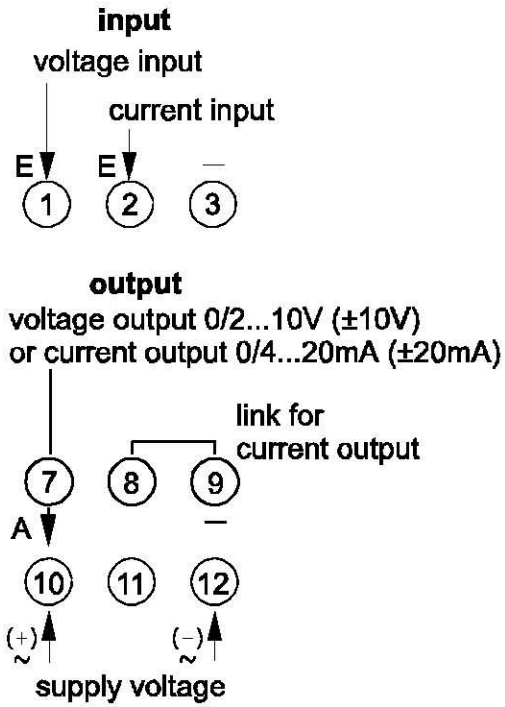 input
voltage input
current input
E E —
1 2 3
output
voltage output 0/2...10V (±10V)
or current output 0/4...20mA (±20mA)
link for
current output
7 8 9
A —
10 11 12
(+) (−)
~ ~
supply voltage